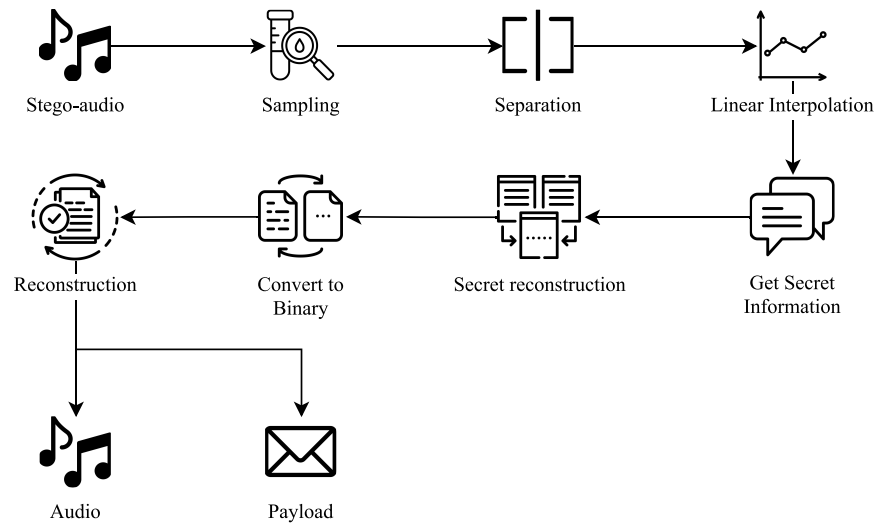 Stego-audio
Sampling
Separation
Linear Interpolation
Reconstruction
Convert to
Binary
Secret reconstruction
Get Secret
Information
Audio
Payload